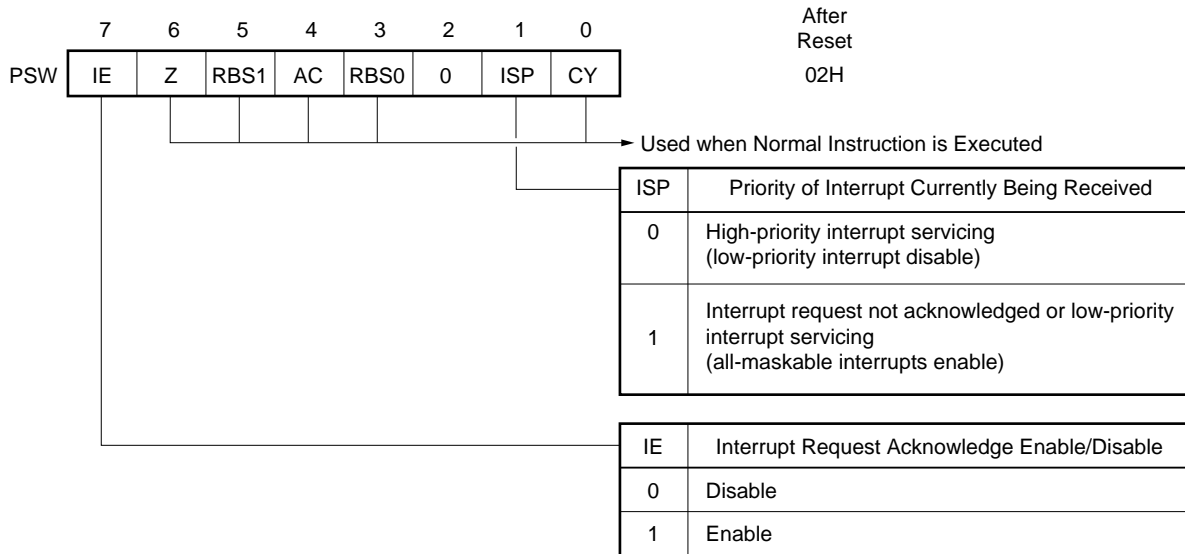 7 6 5 4 3 2 1 0
After
Reset
PSW IE Z RBS1 AC RBS0 0 ISP CY 02H
Used when Normal Instruction is Executed
ISP Priority of Interrupt Currently Being Received
0 High-priority interrupt servicing
(low-priority interrupt disable)
1 Interrupt request not acknowledged or low-priority
interrupt servicing
(all-maskable interrupts enable)
IE Interrupt Request Acknowledge Enable/Disable
0 Disable
1 Enable